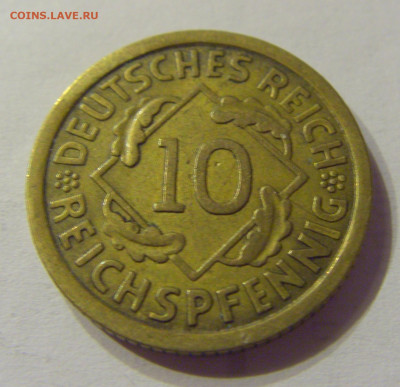 COINS.LAVE.RU
DEUTSCHES REICH
10
REICHSPFENNIG